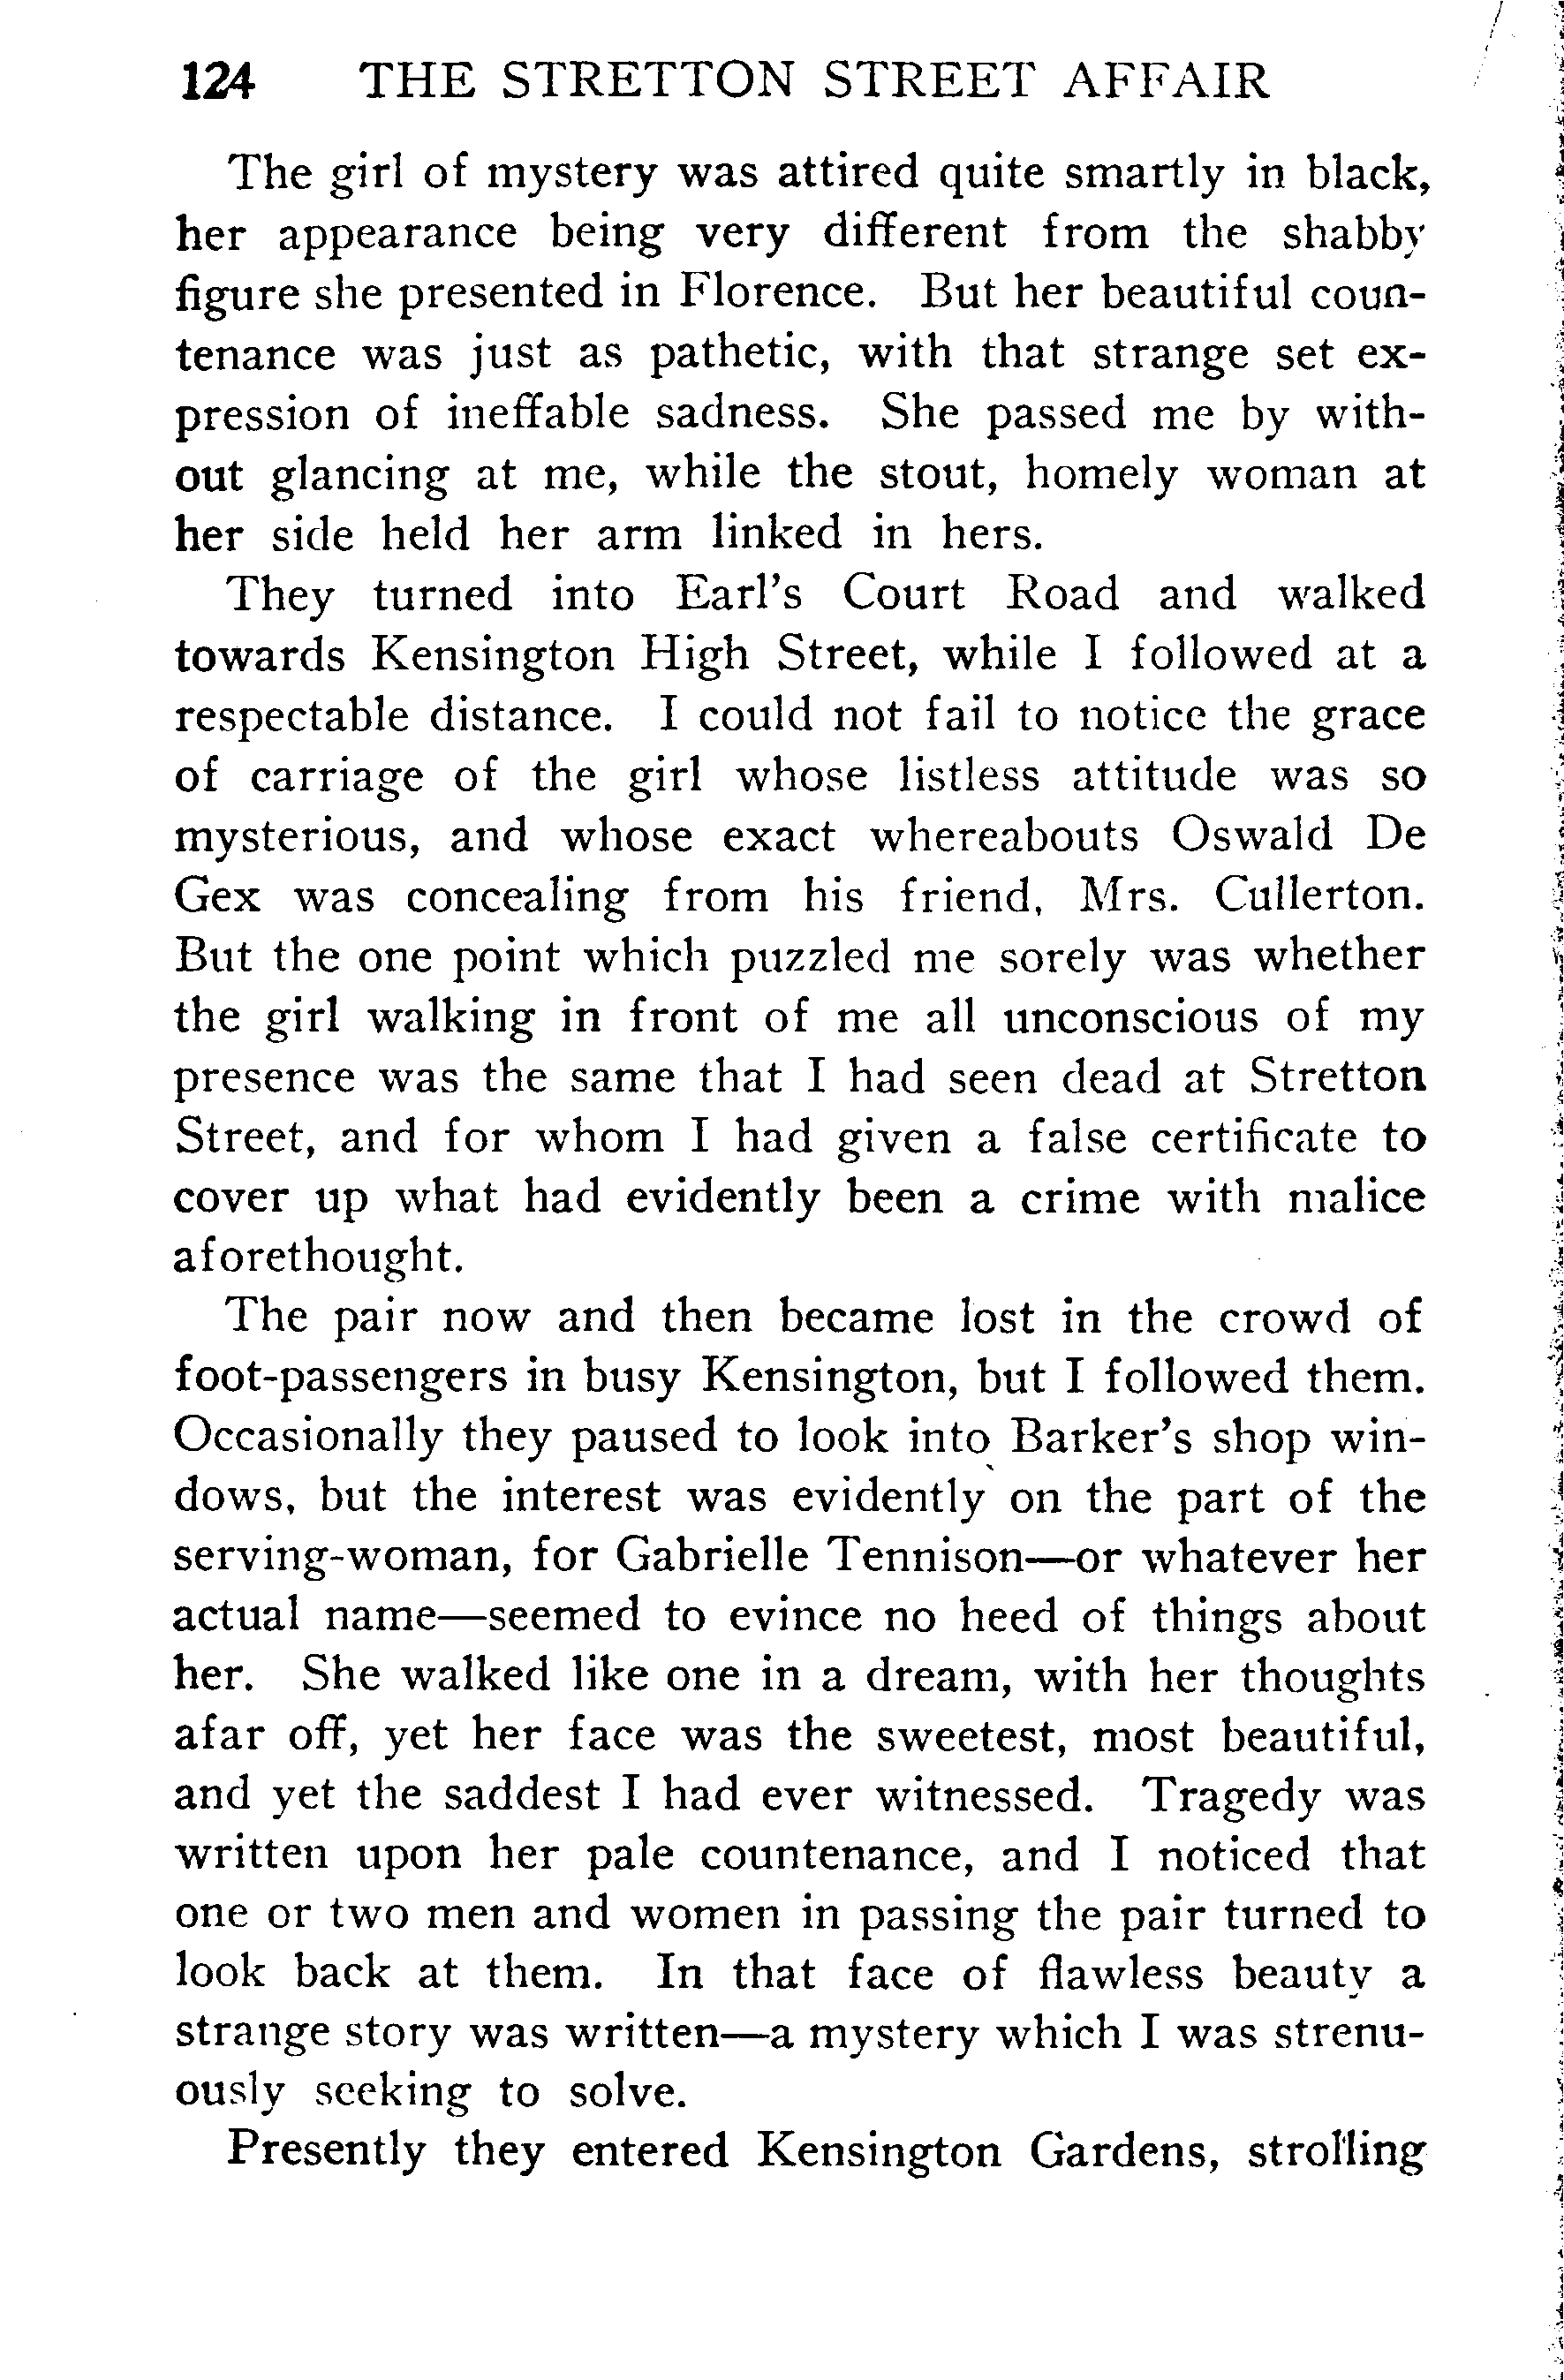 124 THE STRETTON STREET AFFAIR
The girl of mystery was attired quite smartly in black,
her appearance being very different from the shabby
figure she presented in Florence. But her beautiful coun-
tenance was just as pathetic, with that strange set ex-
pression of ineffable sadness. She passed me by with-
out glancing at me, while the stout, homely woman at
her side held her arm linked in hers.
They turned into Earl's Court Road and walked
towards Kensington High Street, while I followed at a
respectable distance. I could not fail to notice the grace
of carriage of the girl whose listless attitude was so
mysterious, and whose exact whereabouts Oswald De
Gex was concealing from his friend, Mrs. Cullerton.
But the one point which puzzled me sorely was whether
the girl walking in front of me all unconscious of my
presence was the same that I had seen dead at Stretton
Street, and for whom I had given a false certificate to
cover up what had evidently been a crime with malice
aforethought.
The pair now and then became lost in the crowd of
foot-passengers in busy Kensington, but I followed them.
Occasionally they paused to look into Barker's shop win-
dows, but the interest was evidently on the part of the
serving-woman, for Gabrielle Tennison—or whatever her
actual name—seemed to evince no heed of things about
her. She walked like one in a dream, with her thoughts
afar off, yet her face was the sweetest, most beautiful,
and yet the saddest I had ever witnessed. Tragedy was
written upon her pale countenance, and I noticed that
one or two men and women in passing the pair turned to
look back at them. In that face of flawless beauty a
strange story was written—a mystery which I was strenu-
ously seeking to solve.
Presently they entered Kensington Gardens, strolling